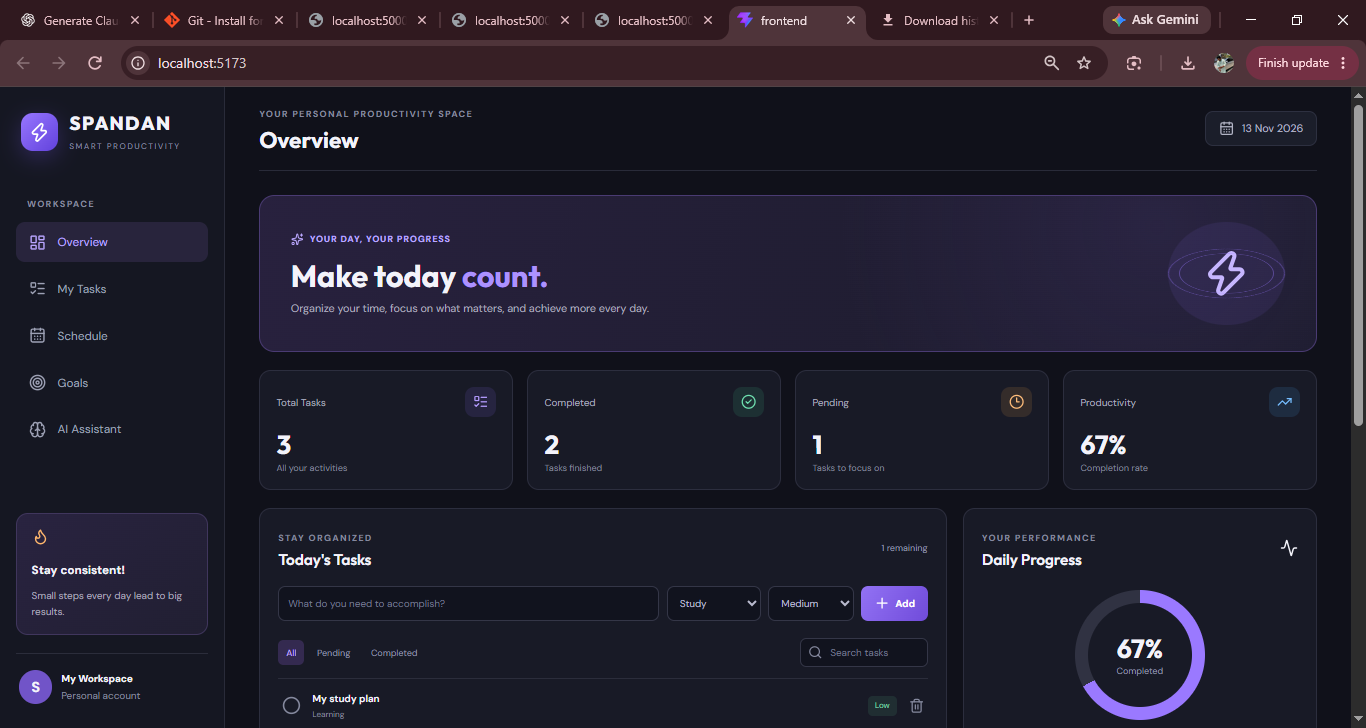 Generate Clau
Git - Install for
localhost:5000
localhost:5000
localhost:5000
frontend
Download his
Ask Gemini
localhost:5173
Finish update
SPANDAN
SMART PRODUCTIVITY
WORKSPACE
Overview
My Tasks
Schedule
Goals
AI Assistant
Stay consistent!
Small steps every day lead to big
results.
S
My Workspace
Personal account
YOUR PERSONAL PRODUCTIVITY SPACE
Overview
13 Nov 2026
YOUR DAY, YOUR PROGRESS
Make today count.
Organize your time, focus on what matters, and achieve more every day.
Total Tasks
3
All your activities
Completed
2
Tasks finished
Pending
1
Tasks to focus on
Productivity
67%
Completion rate
STAY ORGANIZED
Today's Tasks
1 remaining
What do you need to accomplish?
Study
Medium
+ Add
All
Pending
Completed
Search tasks
My study plan
Learning
Low
YOUR PERFORMANCE
Daily Progress
67%
Completed